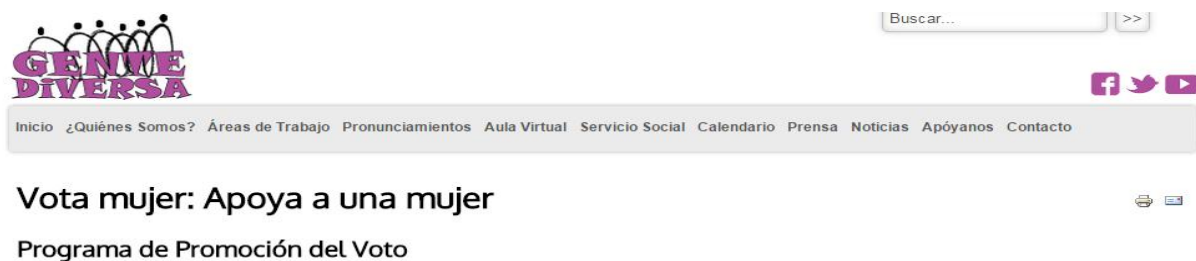 Buscar... >>
GENTE
DIVERSA
Inicio ¿Quiénes Somos? Áreas de Trabajo Pronunciamientos Aula Virtual Servicio Social Calendario Prensa Noticias Apóyanos Contacto
Vota mujer: Apoya a una mujer
Programa de Promoción del Voto